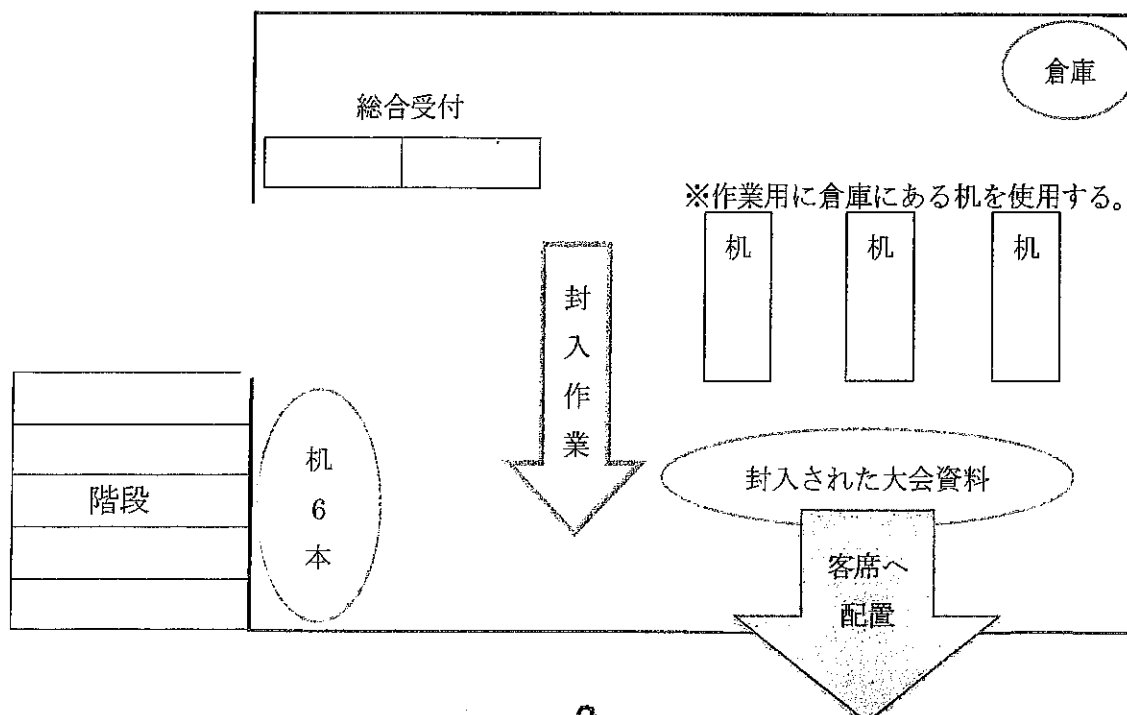 倉庫
総合受付
※作業用に倉庫にある机を使用する。
机
机
机
封入作業
机6本
階段
封入された大会資料
客席へ
配置